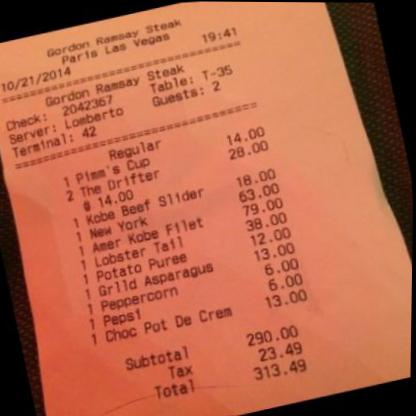 Gordon Ramsay Steak
Paris Las Vegas
10/21/2014 19:41
Gordon Ramsay Steak
Check: 2042367 Table: T-35
Server: Lombarto Guests: 2
Terminal: 42
Regular
1 Pimm's Cup 14.00
2 The Drifter 28.00
@ 14.00
1 Kobe Beef Slider 18.00
1 New York 63.00
1 Amer Kobe Filet 79.00
1 Lobster Tail 38.00
1 Potato Puree 12.00
1 Grlld Asparagus 13.00
1 Peppercorn 6.00
1 Pepsi 6.00
1 Choc Pot De Crem 13.00
Subtotal 290.00
Tax 23.49
Total 313.49